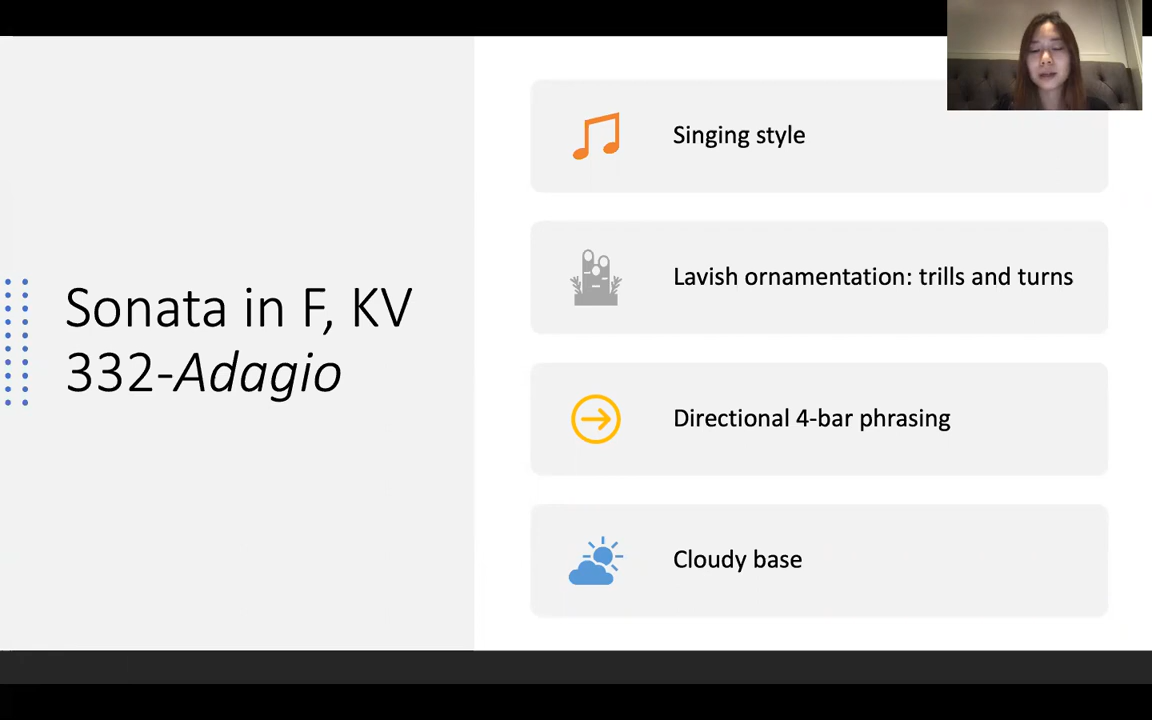 Sonata in F, KV
332-Adagio
Singing style
Lavish ornamentation: trills and turns
Directional 4-bar phrasing
Cloudy base